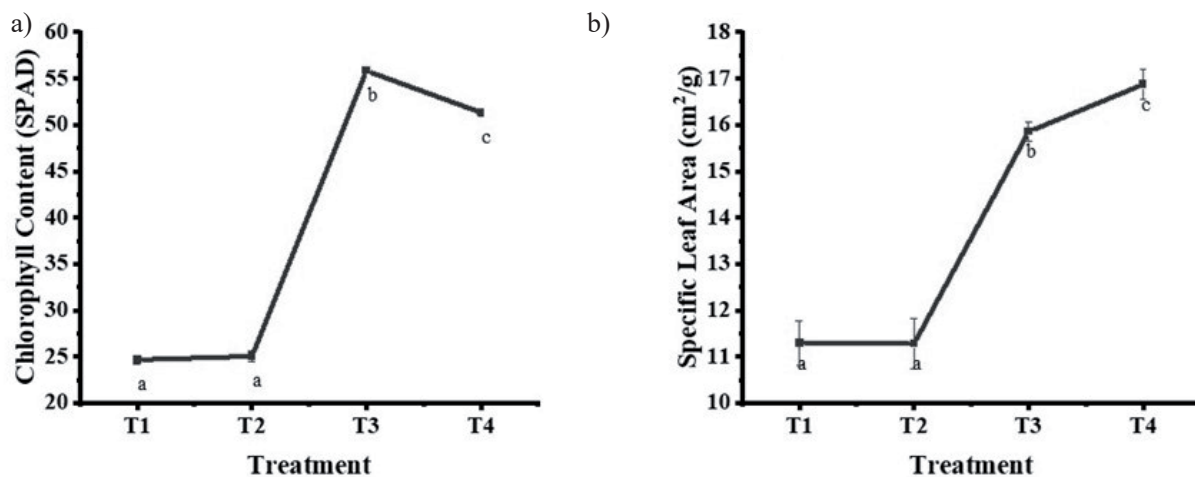 a)
Chlorophyll Content (SPAD)
60
55
50
45
40
35
30
25
20
a
a
b
c
T1 T2 T3 T4
Treatment
b)
Specific Leaf Area (cm²/g)
18
17
16
15
14
13
12
11
10
a
a
b
c
T1 T2 T3 T4
Treatment